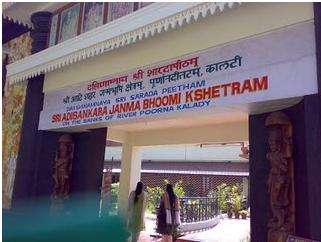 दक्षिणाम्नाय श्री शारदापीठम्
श्री आदि शङ्कर जन्मभूमि क्षेत्रम्, पूर्णानदीतटम्, कालटी
DAKSHINAMNAYA SRI SARADA PEETHAM
SRI ADISANKARA JANMA BHOOMI KSHETRAM
ON THE BANKS OF RIVER POORNA KALADY